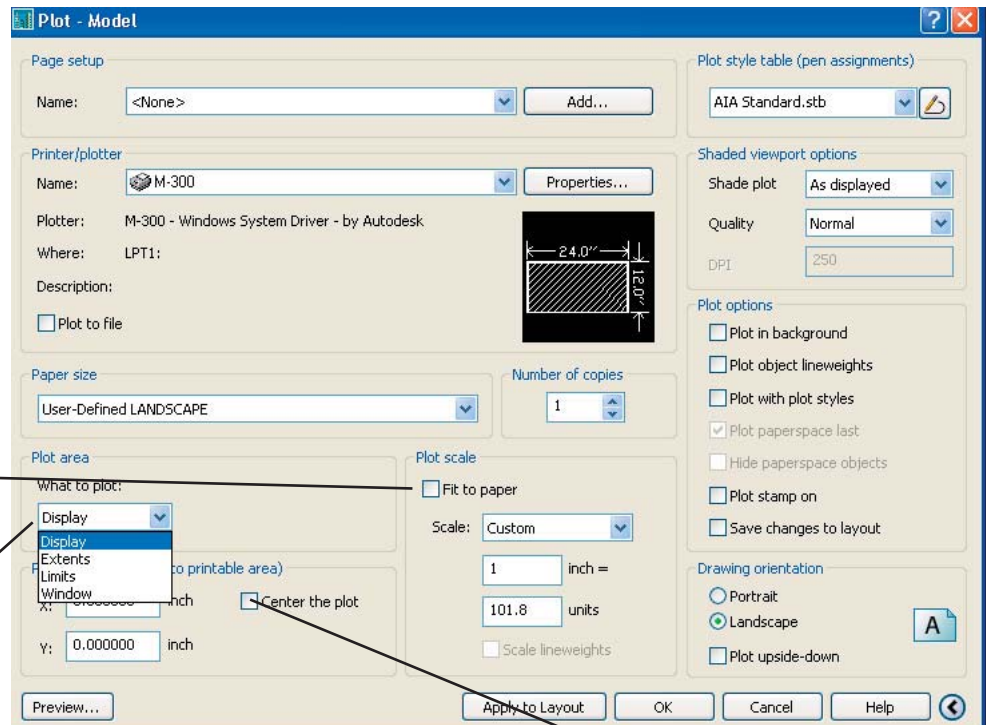 Plot - Model
Page setup
Name:
<None>
Add...
Printer/plotter
Name:
M-300
Properties...
Plotter:
M-300 - Windows System Driver - by Autodesk
Where:
LPT1:
Description:
Plot to file
24.0''
12.0''
Paper size
User-Defined LANDSCAPE
Number of copies
1
Plot area
What to plot:
Display
Display
Extents
Limits
Window
to printable area)
X:
inch
Center the plot
Y:
0.000000
inch
Plot scale
Fit to paper
Scale:
Custom
1
inch =
101.8
units
Scale lineweights
Plot style table (pen assignments)
AIA Standard.stb
Shaded viewport options
Shade plot
As displayed
Quality
Normal
DPI
250
Plot options
Plot in background
Plot object lineweights
Plot with plot styles
Plot paperspace last
Hide paperspace objects
Plot stamp on
Save changes to layout
Drawing orientation
Portrait
Landscape
A
Plot upside-down
Preview...
Apply to Layout
OK
Cancel
Help